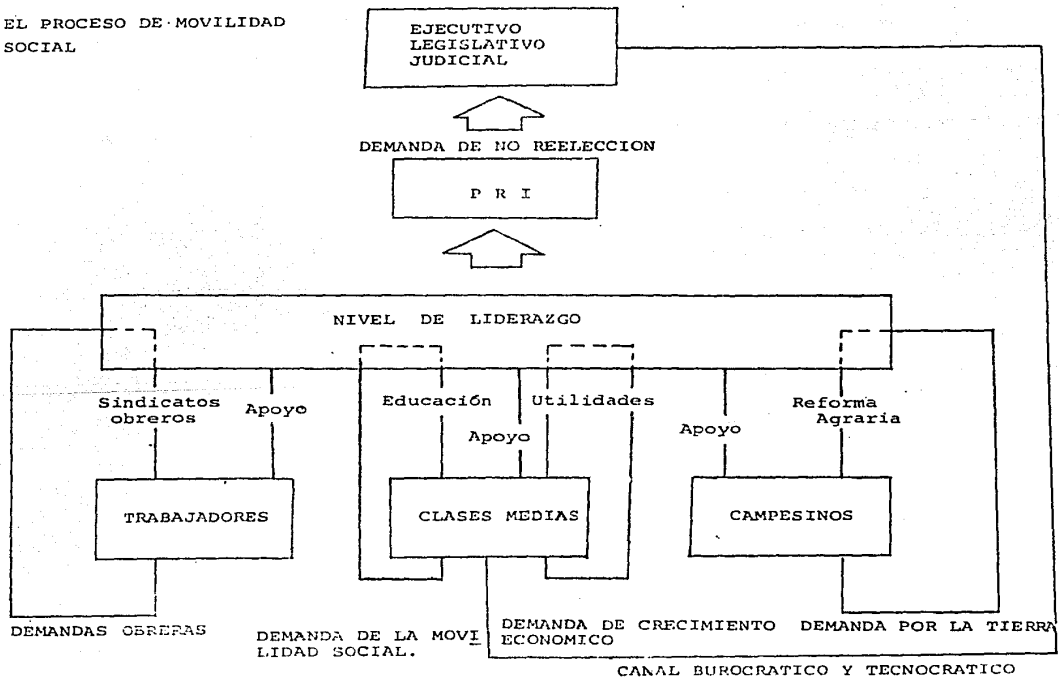 EL PROCESO DE MOVILIDAD
SOCIAL
EJECUTIVO
LEGISLATIVO
JUDICIAL
DEMANDA DE NO REELECCION
P R I
NIVEL DE LIDERAZGO
Sindicatos
obreros
Apoyo
Educación
Apoyo
Utilidades
Apoyo
Reforma
Agraria
TRABAJADORES
CLASES MEDIAS
CAMPESINOS
DEMANDAS OBRERAS
DEMANDA DE LA MOVI
LIDAD SOCIAL.
DEMANDA DE CRECIMIENTO
ECONOMICO
DEMANDA POR LA TIERRA
CANAL BUROCRATICO Y TECNOCRATICO